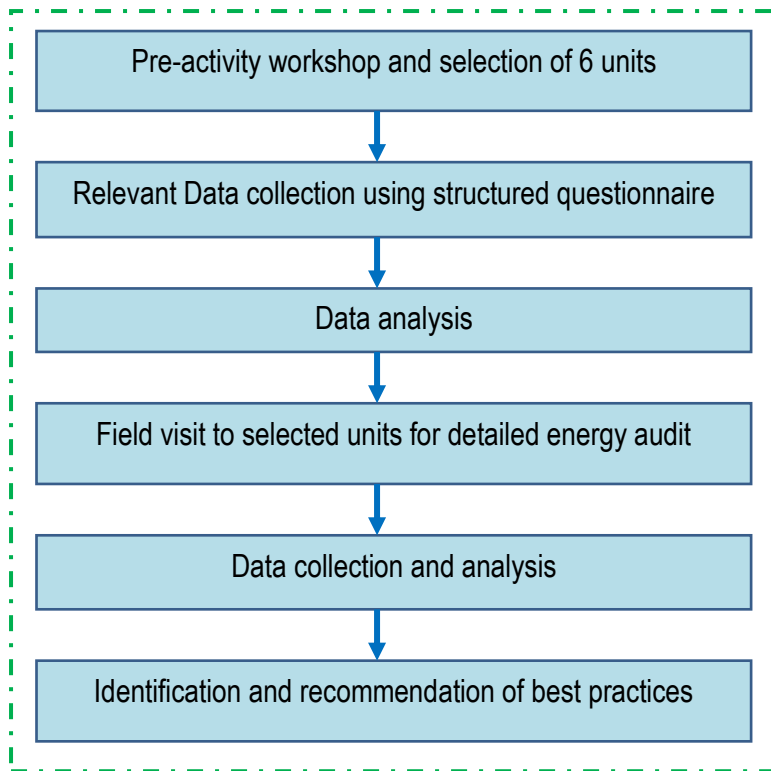 Pre-activity workshop and selection of 6 units
Relevant Data collection using structured questionnaire
Data analysis
Field visit to selected units for detailed energy audit
Data collection and analysis
Identification and recommendation of best practices